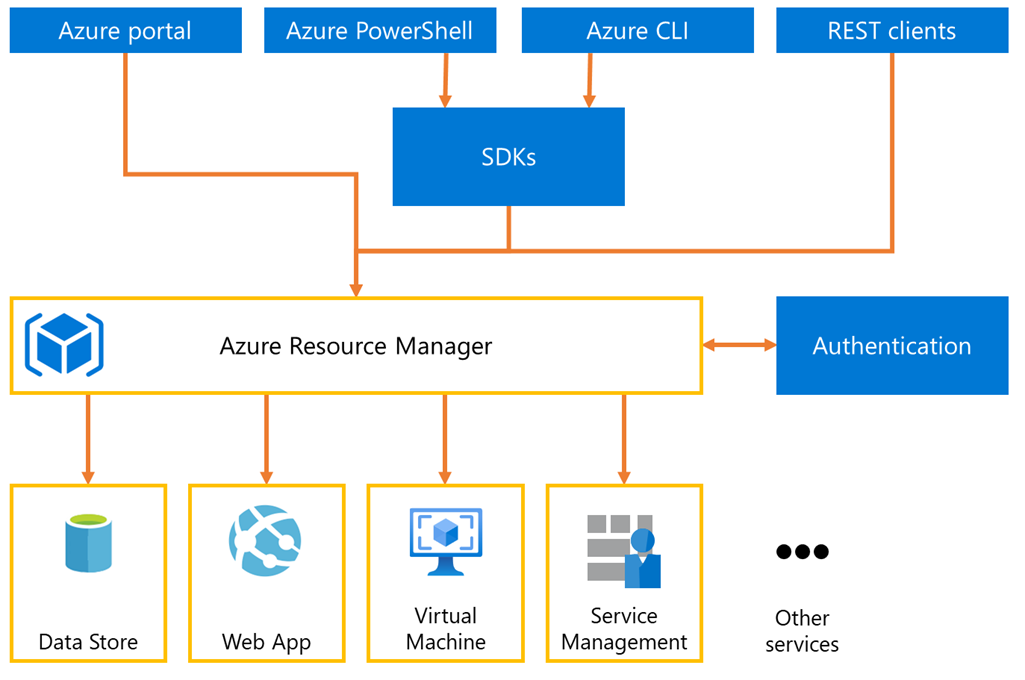 Azure portal
Azure PowerShell
Azure CLI
REST clients
SDKs
Azure Resource Manager
Authentication
Data Store
Web App
Virtual
Machine
Service
Management
Other
services